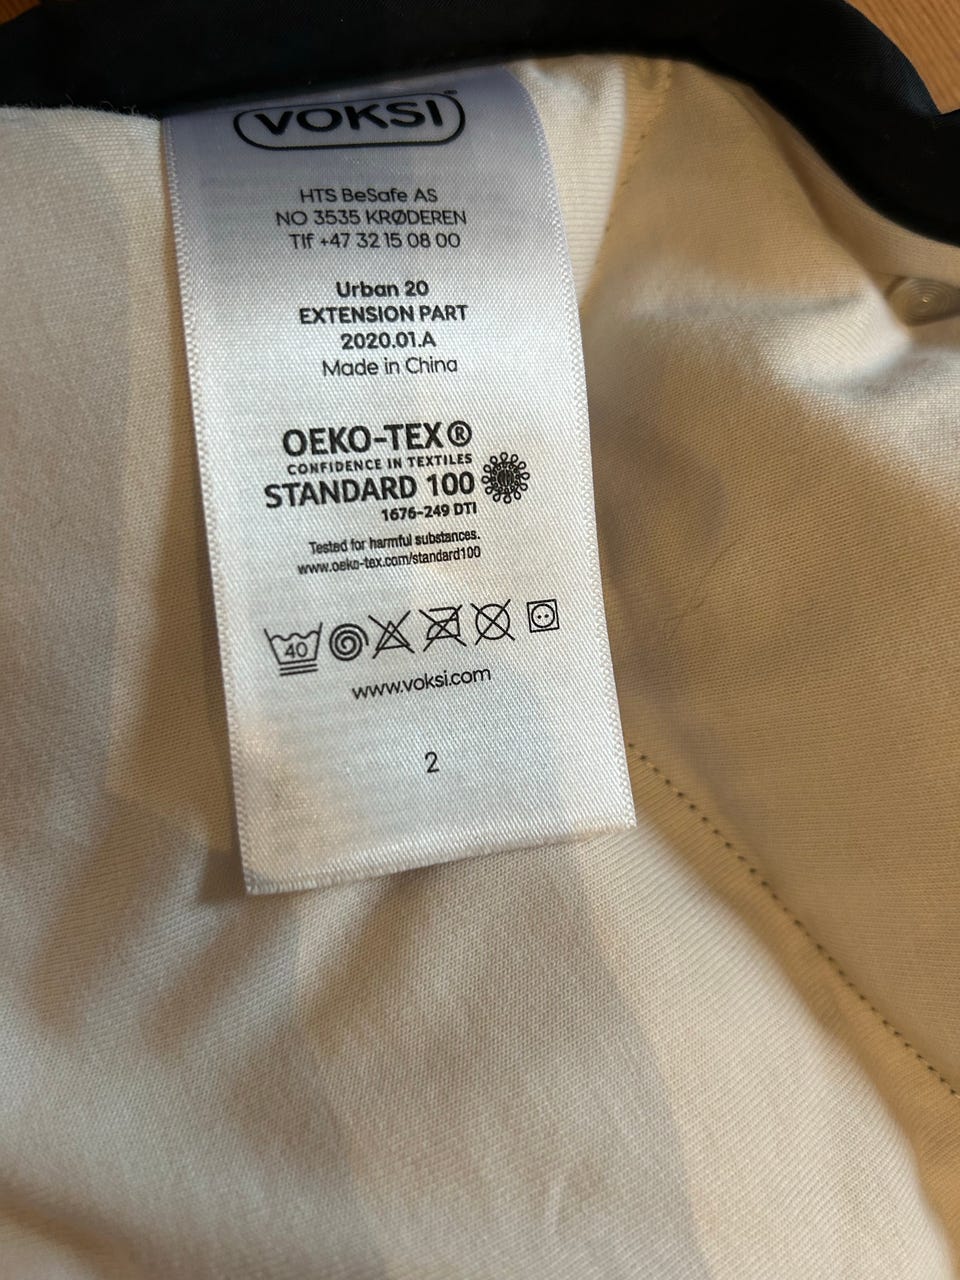 VOKSI
HTS BeSafe AS
NO 3535 KRØDEREN
Tlf +47 32 15 08 00
Urban 20
EXTENSION PART
2020.01.A
Made in China
OEKO-TEX®
CONFIDENCE IN TEXTILES
STANDARD 100
1676-249 DTI
Tested for harmful substances.
www.oeko-tex.com/standard100
40
www.voksi.com
2